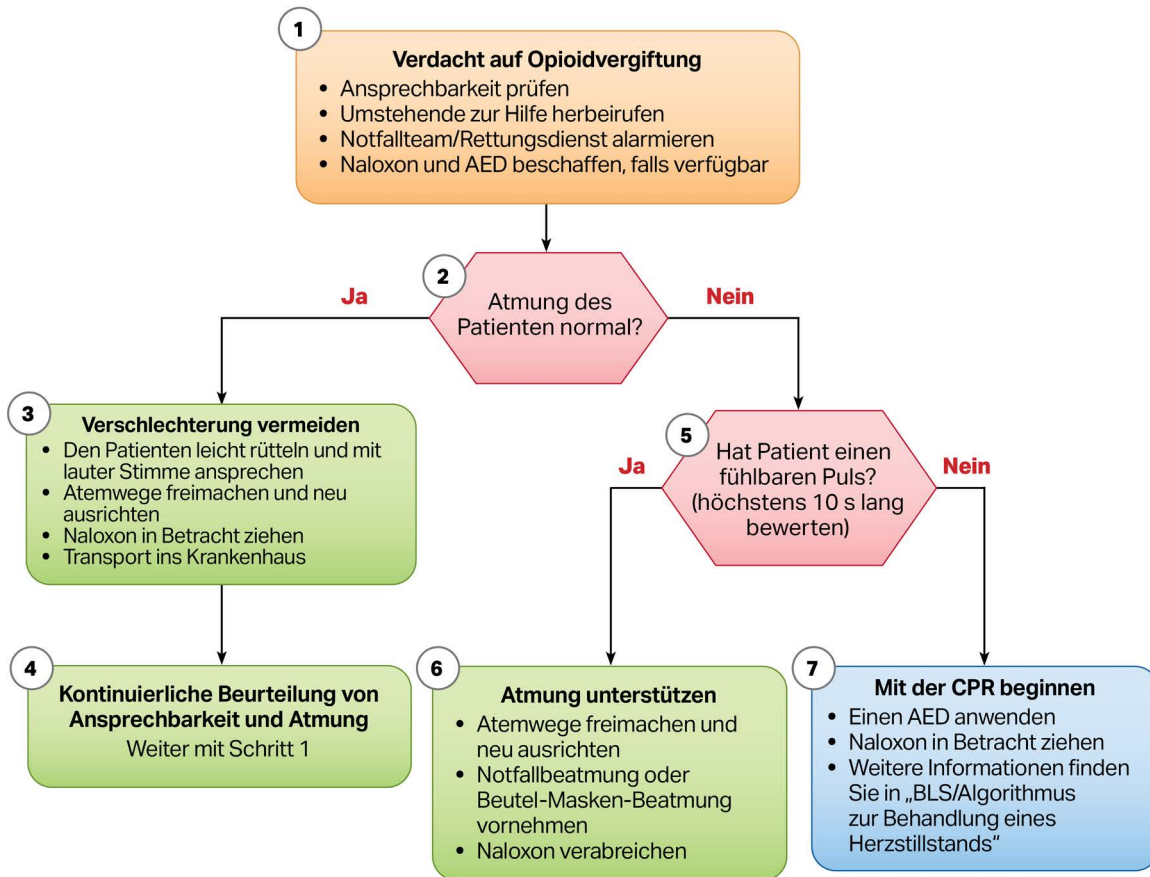 1
Verdacht auf Opioidvergiftung
• Ansprechbarkeit prüfen
• Umstehende zur Hilfe herbeirufen
• Notfallteam/Rettungsdienst alarmieren
• Naloxon und AED beschaffen, falls verfügbar
2
Atmung des
Patienten normal?
Ja
Nein
3
Verschlechterung vermeiden
• Den Patienten leicht rütteln und mit
lauter Stimme ansprechen
• Atemwege freimachen und neu
ausrichten
• Naloxon in Betracht ziehen
• Transport ins Krankenhaus
4
Kontinuierliche Beurteilung von
Ansprechbarkeit und Atmung
Weiter mit Schritt 1
5
Hat Patient einen
fühlbaren Puls?
(höchstens 10 s lang
bewerten)
Ja
Nein
6
Atmung unterstützen
• Atemwege freimachen und
neu ausrichten
• Notfallbeatmung oder
Beutel-Masken-Beatmung
vornehmen
• Naloxon verabreichen
7
Mit der CPR beginnen
• Einen AED anwenden
• Naloxon in Betracht ziehen
• Weitere Informationen finden
Sie in „BLS/Algorithmus
zur Behandlung eines
Herzstillstands“